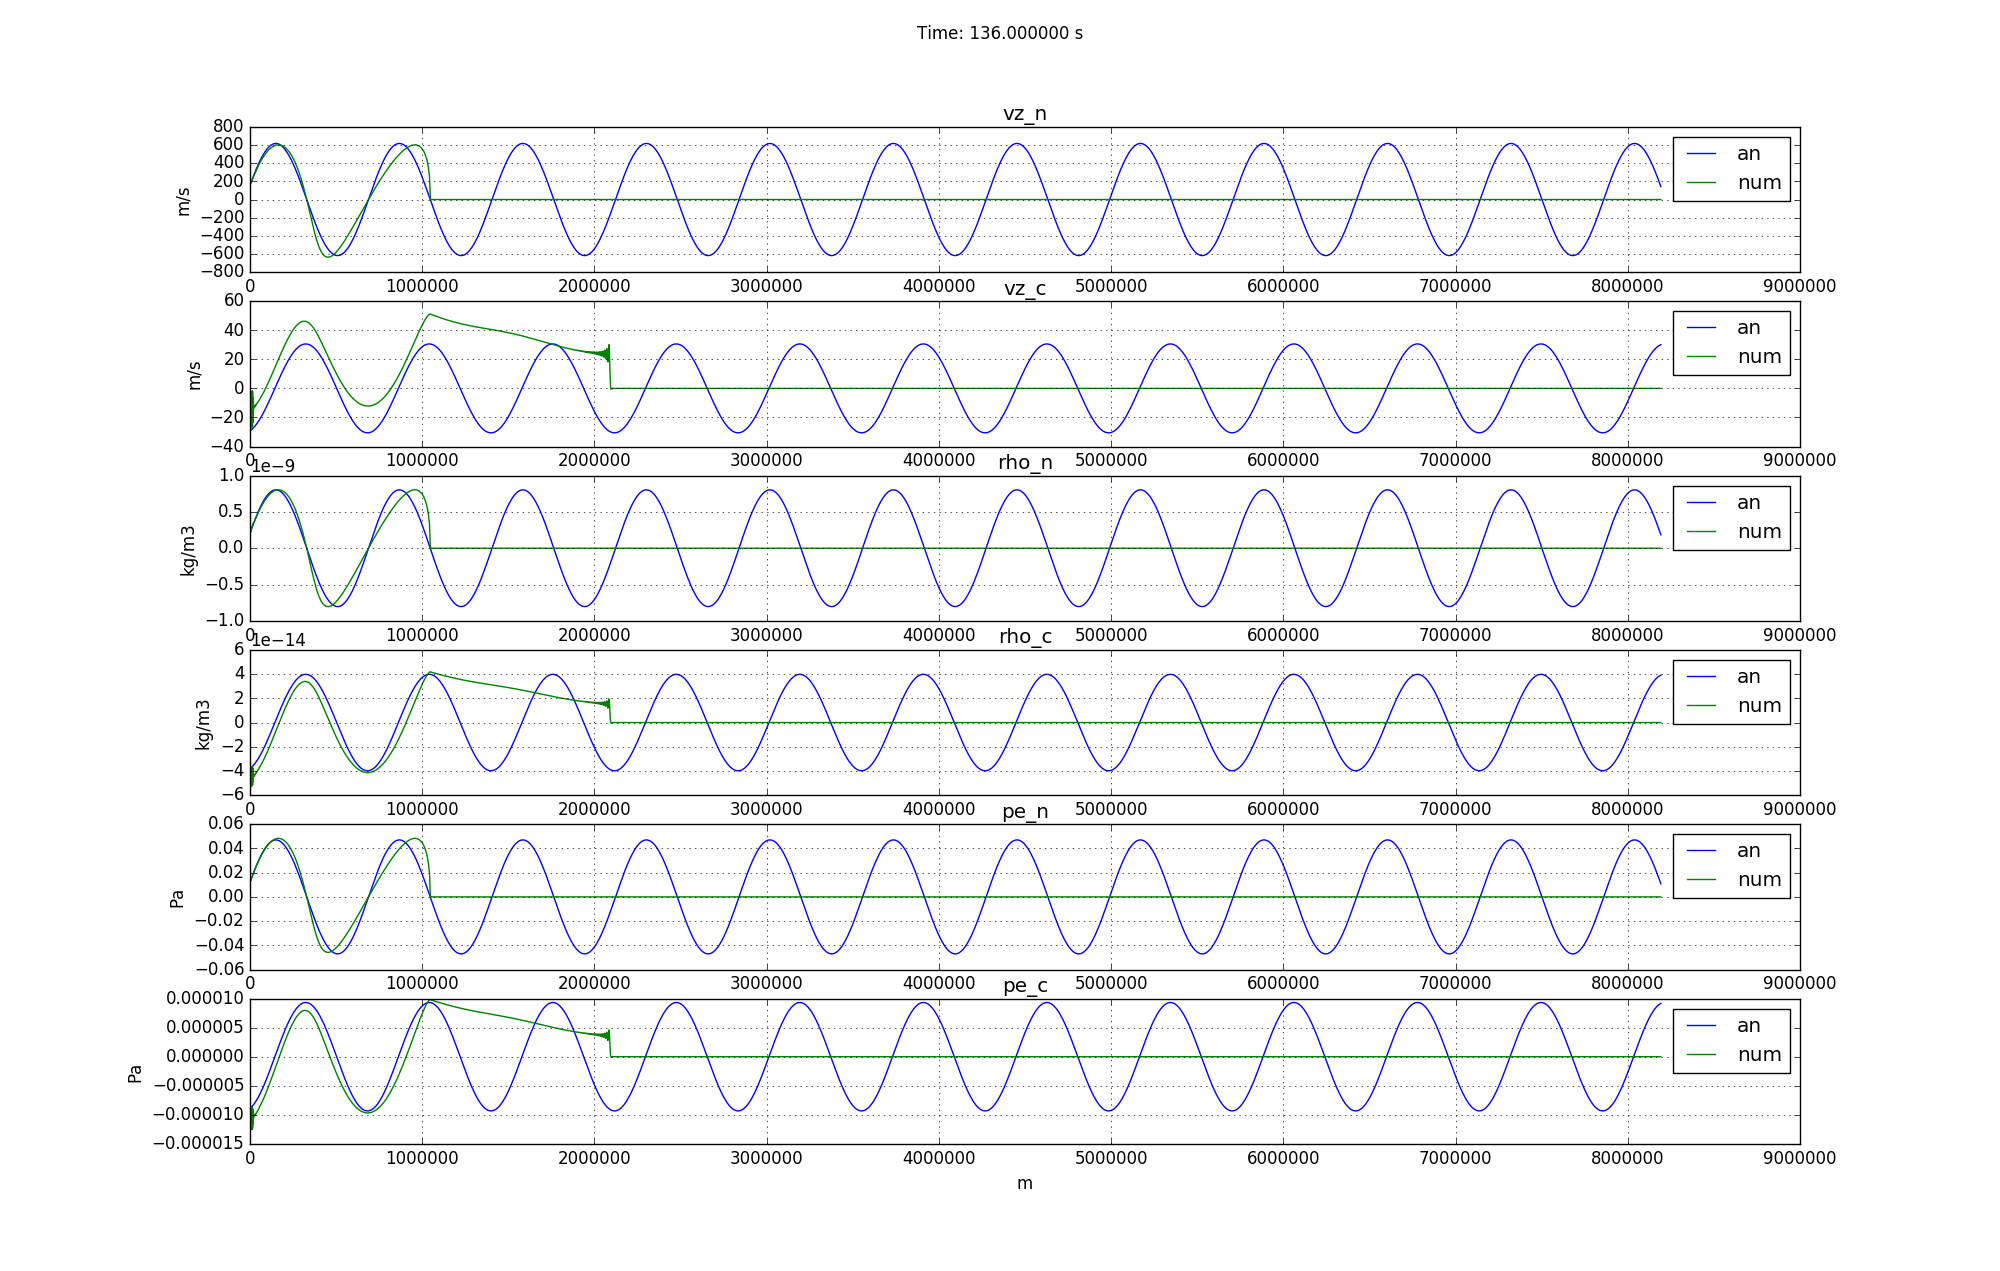 Time: 136.000000 s
vz_n
800
600
400
200
0
−200
−400
−600
−800
m/s
an
num
0 1000000 2000000 3000000 4000000 5000000 6000000 7000000 8000000 9000000
vz_c
60
40
20
0
−20
−40
m/s
an
num
0 1000000 2000000 3000000 4000000 5000000 6000000 7000000 8000000 9000000
1e−9
rho_n
1.0
0.5
0.0
−0.5
−1.0
kg/m3
an
num
0 1000000 2000000 3000000 4000000 5000000 6000000 7000000 8000000 9000000
1e−14
rho_c
6
4
2
0
−2
−4
−6
kg/m3
an
num
0 1000000 2000000 3000000 4000000 5000000 6000000 7000000 8000000 9000000
pe_n
0.06
0.04
0.02
0.00
−0.02
−0.04
−0.06
Pa
an
num
0 1000000 2000000 3000000 4000000 5000000 6000000 7000000 8000000 9000000
pe_c
0.000010
0.000005
0.000000
−0.000005
−0.000010
−0.000015
Pa
an
num
0 1000000 2000000 3000000 4000000 5000000 6000000 7000000 8000000 9000000
m